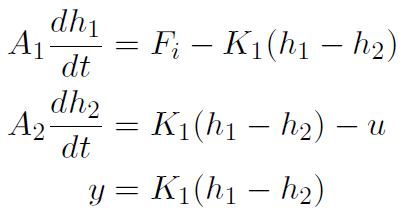 A₁ dh₁/dt = Fᵢ − K₁(h₁ − h₂)
A₂ dh₂/dt = K₁(h₁ − h₂) − u
y = K₁(h₁ − h₂)